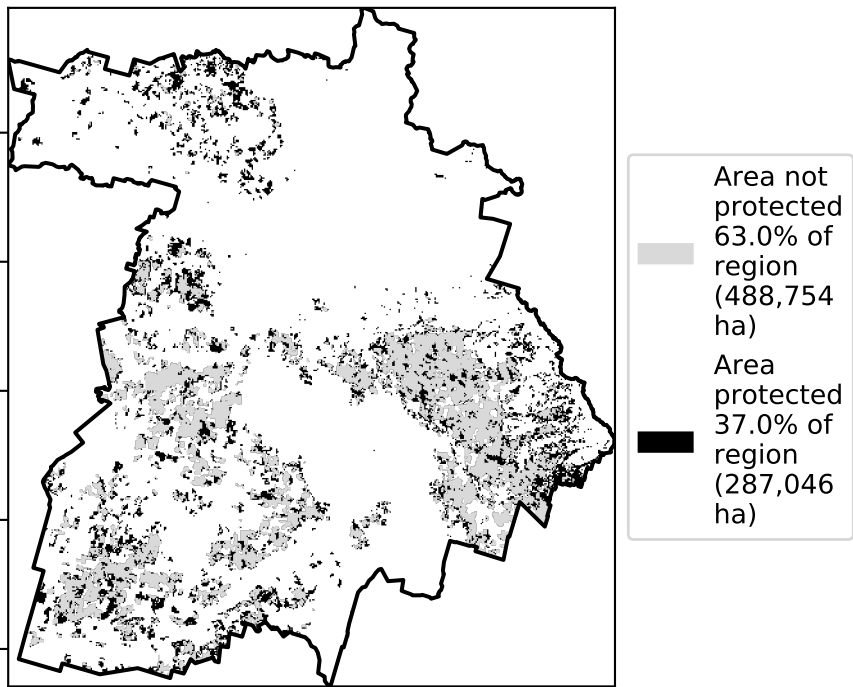 Area not
protected
63.0% of
region
(488,754
ha)
Area
protected
37.0% of
region
(287,046
ha)